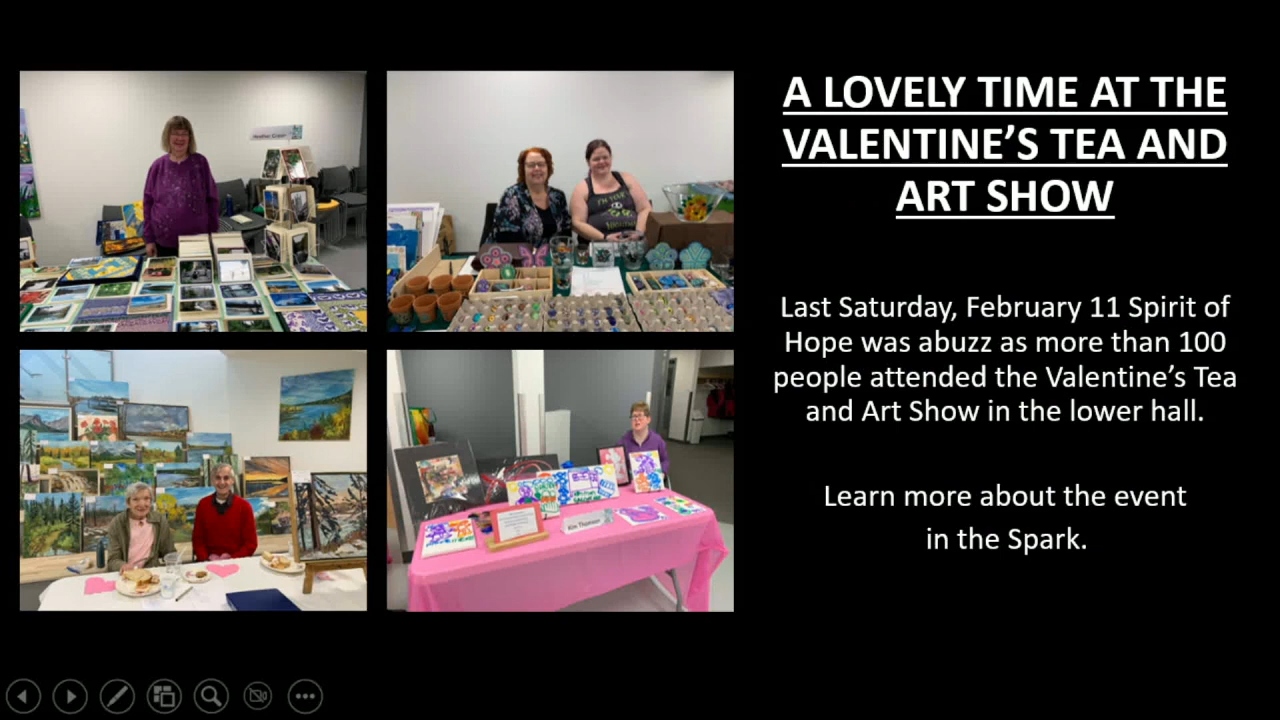 A LOVELY TIME AT THE
VALENTINE'S TEA AND
ART SHOW
Last Saturday, February 11 Spirit of
Hope was abuzz as more than 100
people attended the Valentine's Tea
and Art Show in the lower hall.
Learn more about the event
in the Spark.
Kim Thomson